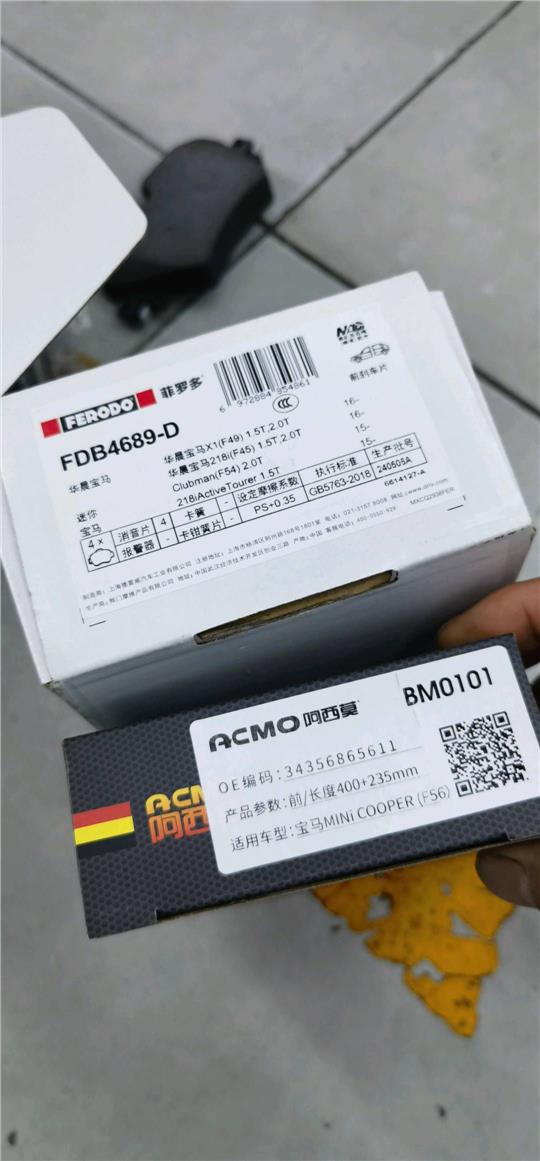 FERODO 菲罗多
6 972884 854861
CCC
前刹车片
FDB4689-D
华晨宝马 华晨宝马X1(F49) 1.5T,2.0T 16-
华晨宝马218i(F45) 1.5T,2.0T 16-
迷你 Clubman(F54) 2.0T 15-
宝马 218iActiveTourer 1.5T 15-
4× 消音片 4 卡簧 - 设定摩擦系数 执行标准 生产批号
报警器 - 卡钳簧片 - PS+0.35 GB5763-2018 240505A
6614127-A
BM0101
ACMO 阿西莫
OE编码:34356865611
产品参数:前/长度400+235mm
适用车型:宝马MINi COOPER (F56)